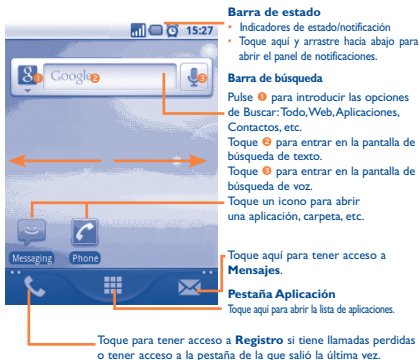 Barra de estado
• Indicadores de estado/notificación
• Toque aquí y arrastre hacia abajo para
abrir el panel de notificaciones.
15:27
Barra de búsqueda
8 1 Google 2 3
Pulse 1 para introducir las opciones
de Buscar: Todo, Web, Aplicaciones,
Contactos, etc.
Toque 2 para entrar en la pantalla de
búsqueda de texto.
Toque 3 para entrar en la pantalla de
búsqueda de voz.
Toque un icono para abrir
una aplicación, carpeta, etc.
Messaging Phone
Toque aquí para tener acceso a
Mensajes.
Pestaña Aplicación
Toque aquí para abrir la lista de aplicaciones.
Toque para tener acceso a Registro si tiene llamadas perdidas
o tener acceso a la pestaña de la que salió la última vez.